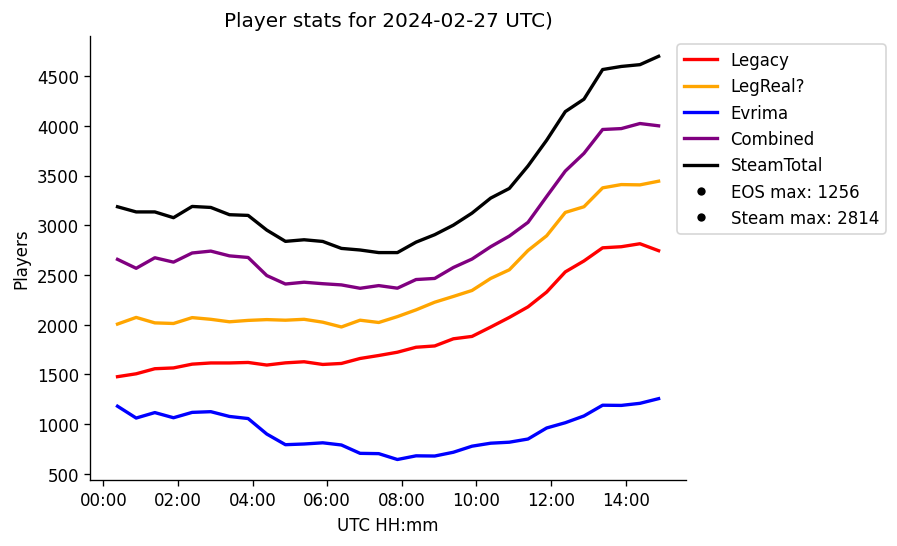 Player stats for 2024-02-27 UTC)
Legacy
LegReal?
Evrima
Combined
SteamTotal
EOS max: 1256
Steam max: 2814
Players
4500
4000
3500
3000
2500
2000
1500
1000
500
00:00 02:00 04:00 06:00 08:00 10:00 12:00 14:00
UTC HH:mm